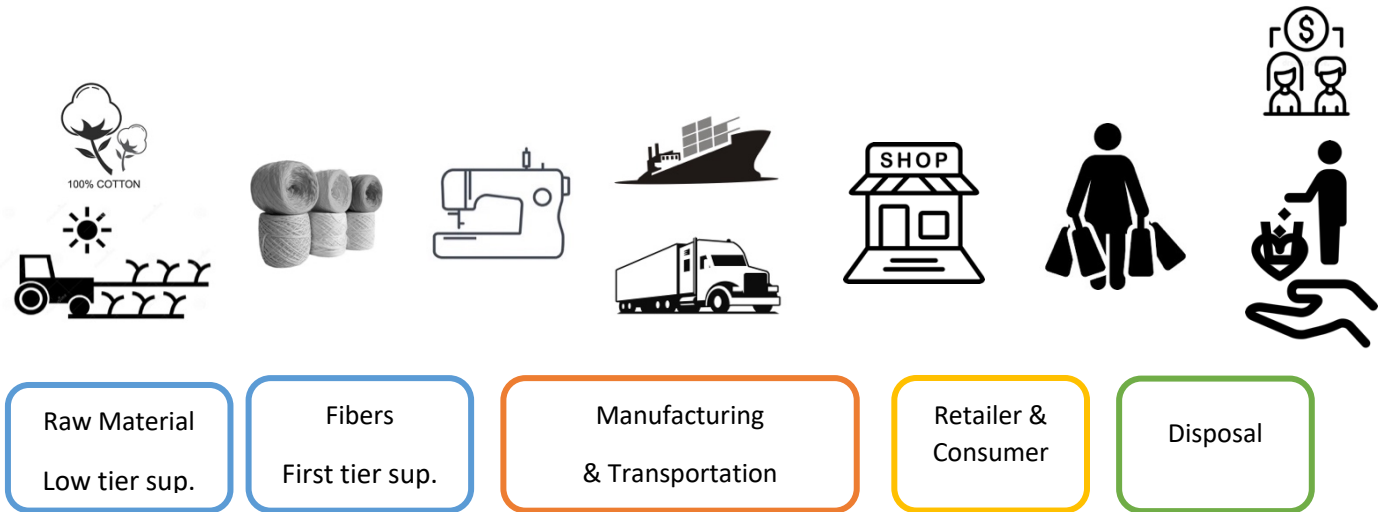 $
100% COTTON
SHOP
Raw Material
Low tier sup.
Fibers
First tier sup.
Manufacturing
& Transportation
Retailer &
Consumer
Disposal